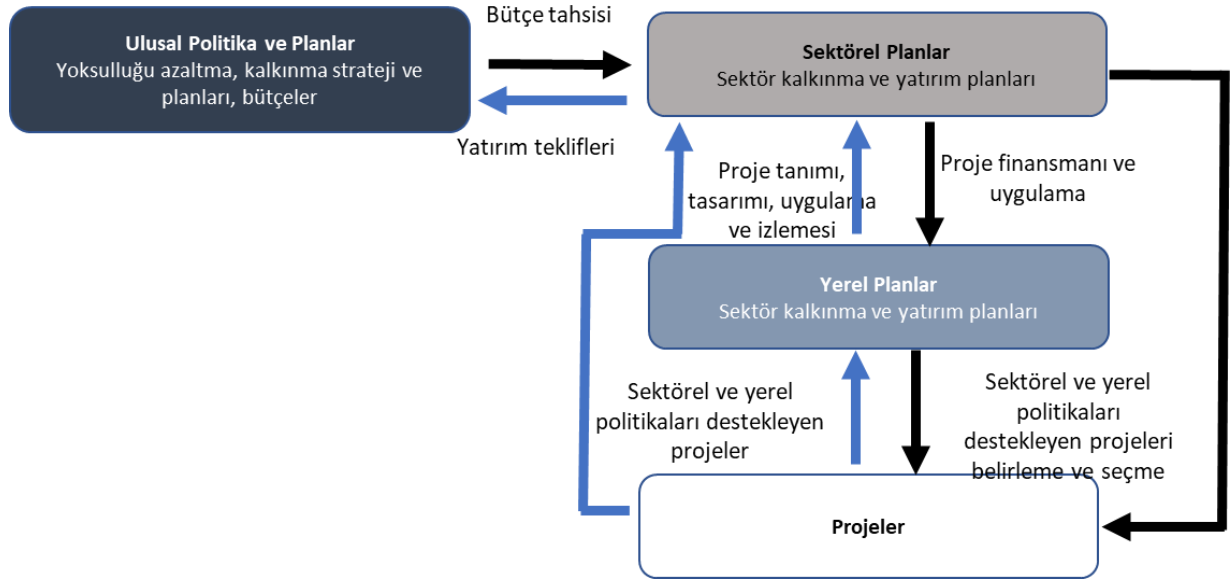 Bütçe tahsisi
Ulusal Politika ve Planlar
Yoksulluğu azaltma, kalkınma strateji ve
planları, bütçeler
Sektörel Planlar
Sektör kalkınma ve yatırım planları
Yatırım teklifleri
Proje tanımı,
tasarımı, uygulama
ve izlemesi
Proje finansmanı ve
uygulama
Yerel Planlar
Sektör kalkınma ve yatırım planları
Sektörel ve yerel
politikaları destekleyen
projeler
Sektörel ve yerel
politikaları
destekleyen projeleri
belirleme ve seçme
Projeler